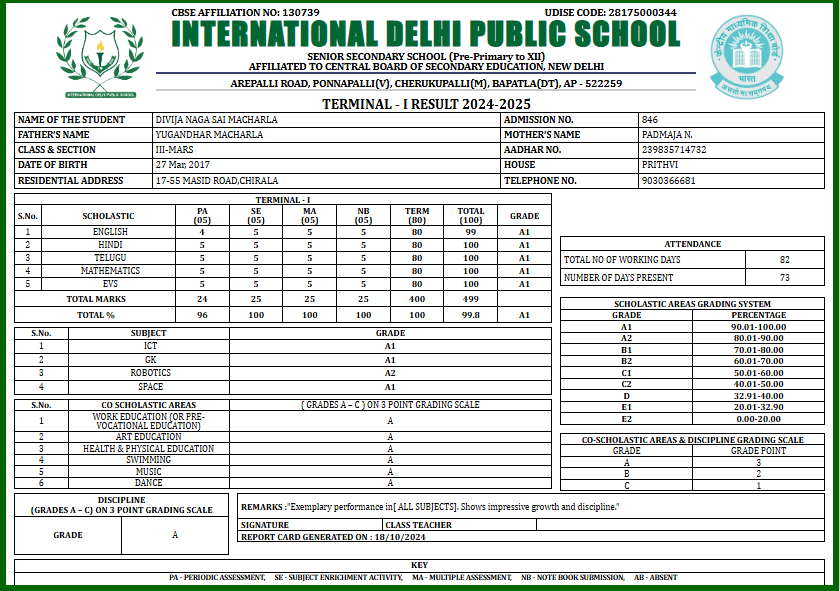 CBSE AFFILIATION NO: 130739 UDISE CODE: 28175000344
INTERNATIONAL DELHI PUBLIC SCHOOL
SENIOR SECONDARY SCHOOL (Pre-Primary to XII)
AFFILIATED TO CENTRAL BOARD OF SECONDARY EDUCATION, NEW DELHI
AREPALLI ROAD, PONNAPALLI(V), CHERUKUPALLI(M), BAPATLA(DT), AP - 522259
INTERNATIONAL DELHI PUBLIC SCHOOL
केन्द्रीय माध्यमिक शिक्षा बोर्ड
भारत
असतो मा सद्गमय
TERMINAL - I RESULT 2024-2025
NAME OF THE STUDENT DIVIJA NAGA SAI MACHARLA ADMISSION NO. 846
FATHER'S NAME YUGANDHAR MACHARLA MOTHER'S NAME PADMAJA N.
CLASS & SECTION III-MARS AADHAR NO. 239835714732
DATE OF BIRTH 27 Mar, 2017 HOUSE PRITHVI
RESIDENTIAL ADDRESS 17-55 MASID ROAD,CHIRALA TELEPHONE NO. 9030366681
TERMINAL - I
S.No. SCHOLASTIC PA (05) SE (05) MA (05) NB (05) TERM (80) TOTAL (100) GRADE
1 ENGLISH 4 5 5 5 80 99 A1
2 HINDI 5 5 5 5 80 100 A1
3 TELUGU 5 5 5 5 80 100 A1
4 MATHEMATICS 5 5 5 5 80 100 A1
5 EVS 5 5 5 5 80 100 A1
TOTAL MARKS 24 25 25 25 400 499
TOTAL % 96 100 100 100 100 99.8 A1
S.No. SUBJECT GRADE
1 ICT A1
2 GK A1
3 ROBOTICS A2
4 SPACE A1
S.No. CO SCHOLASTIC AREAS ( GRADES A – C ) ON 3 POINT GRADING SCALE
1 WORK EDUCATION (OR PRE-VOCATIONAL EDUCATION) A
2 ART EDUCATION A
3 HEALTH & PHYSICAL EDUCATION A
4 SWIMMING A
5 MUSIC A
6 DANCE A
ATTENDANCE
TOTAL NO OF WORKING DAYS 82
NUMBER OF DAYS PRESENT 73
SCHOLASTIC AREAS GRADING SYSTEM
GRADE PERCENTAGE
A1 90.01-100.00
A2 80.01-90.00
B1 70.01-80.00
B2 60.01-70.00
C1 50.01-60.00
C2 40.01-50.00
D 32.91-40.00
E1 20.01-32.90
E2 0.00-20.00
CO-SCHOLASTIC AREAS & DISCIPLINE GRADING SCALE
GRADE GRADE POINT
A 3
B 2
C 1
DISCIPLINE
(GRADES A – C) ON 3 POINT GRADING SCALE
GRADE A
REMARKS :"Exemplary performance in[ ALL SUBJECTS]. Shows impressive growth and discipline."
SIGNATURE CLASS TEACHER
REPORT CARD GENERATED ON : 18/10/2024
KEY
PA - PERIODIC ASSESSMENT, SE - SUBJECT ENRICHMENT ACTIVITY, MA - MULTIPLE ASSESSMENT, NB - NOTE BOOK SUBMISSION, AB - ABSENT